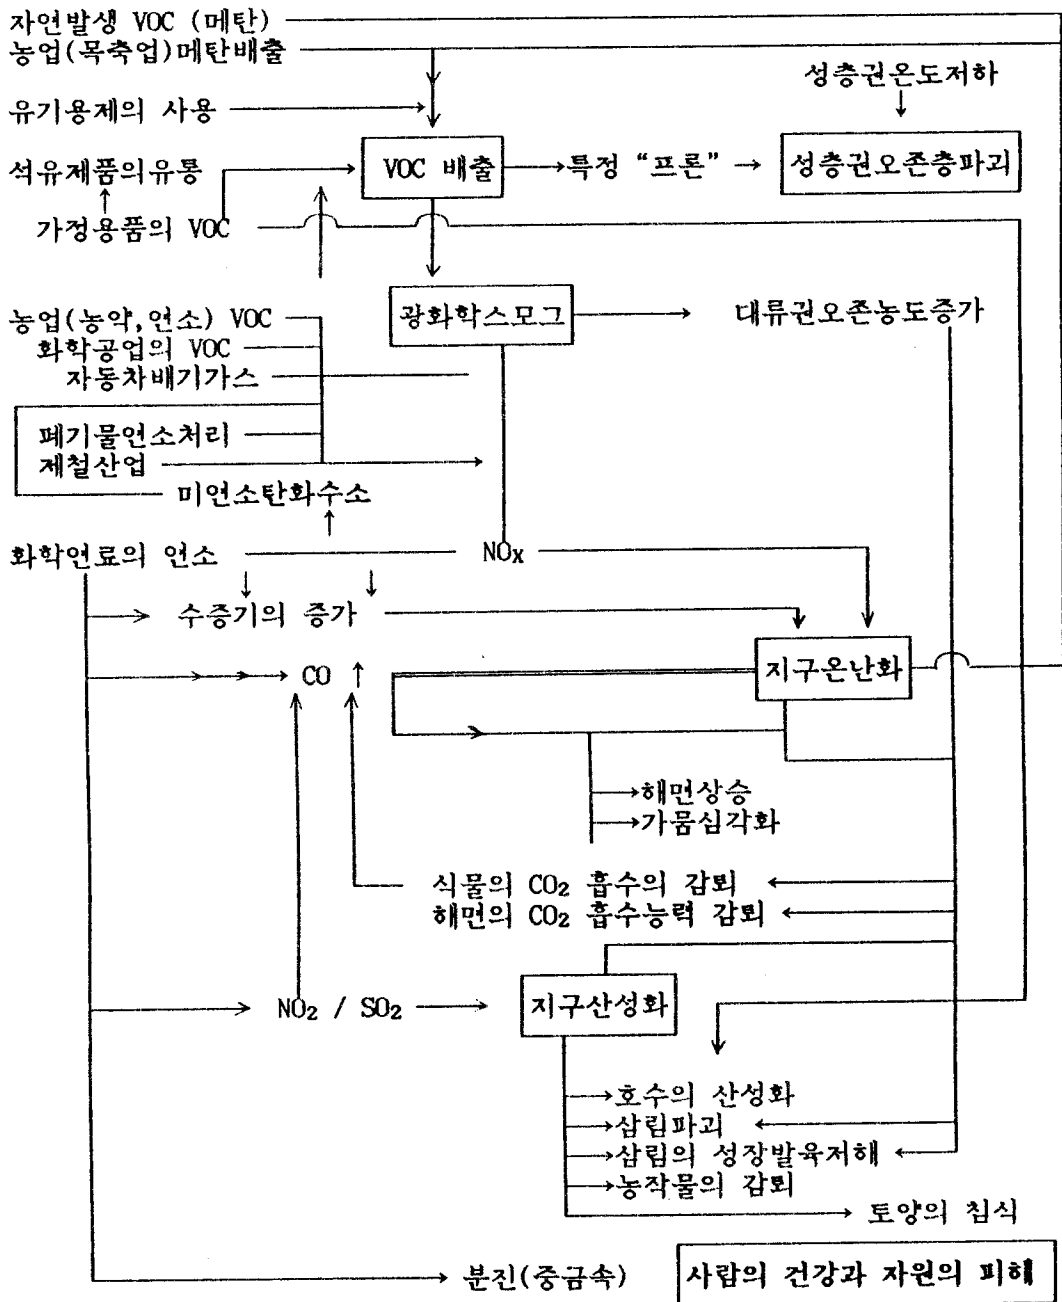 자연발생 VOC (메탄)
농업(목축업)메탄배출
성층권온도저하
유기용제의 사용
석유제품의유통
VOC 배출
특정 “프론”
성층권오존층파괴
가정용품의 VOC
농업(농약,연소) VOC
광화학스모그
대류권오존농도증가
화학공업의 VOC
자동차배기가스
폐기물연소처리
제철산업
미연소탄화수소
화학연료의 연소
NOx
수증기의 증가
CO
지구온난화
해면상승
가뭄심각화
식물의 CO₂ 흡수의 감퇴
해면의 CO₂ 흡수능력 감퇴
NO₂ / SO₂
지구산성화
호수의 산성화
삼림파괴
삼림의 성장발육저해
농작물의 감퇴
토양의 침식
분진(중금속)
사람의 건강과 자원의 피해